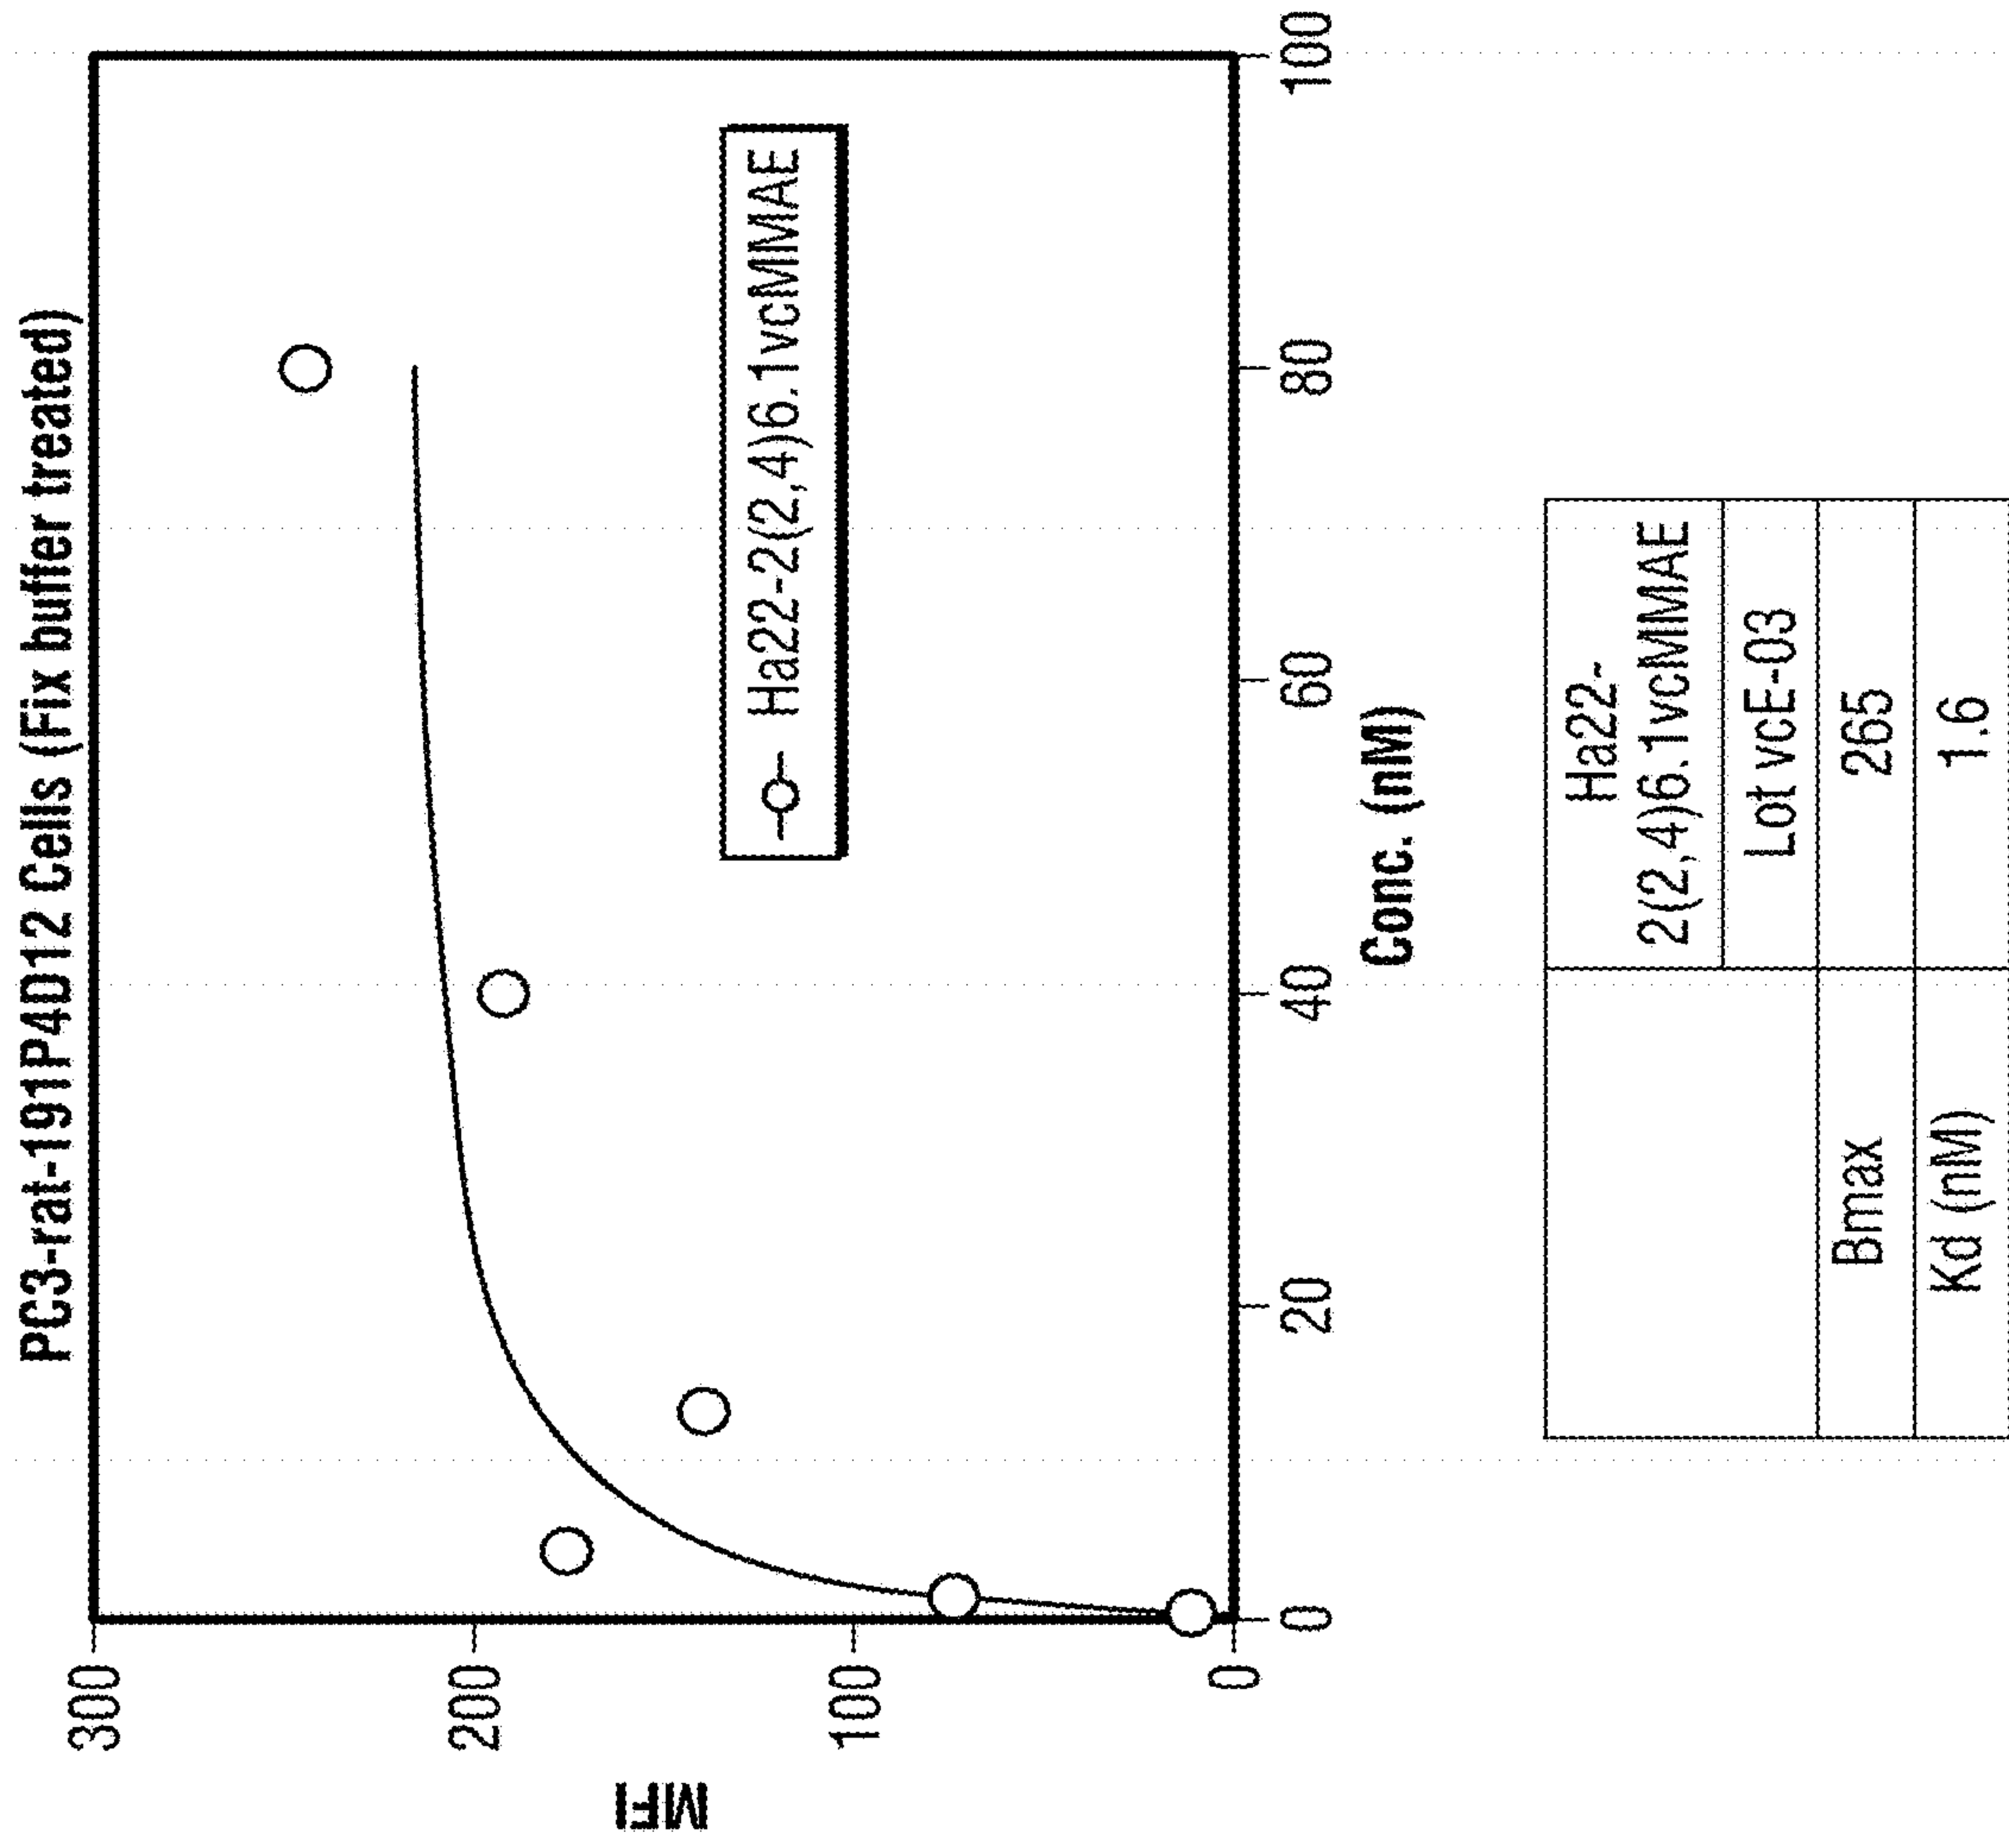 PC3-rat-191P4D12 Cells (Fix buffer treated)
MFI
300
200
100
0
Ha22-2(2,4)6.1vcMMAE
0 20 40 60 80 100
Conc. (nM)
Ha22-
2(2,4)6.1vcMMAE
Lot vcE-03
Bmax 265
Kd (nM) 1.6